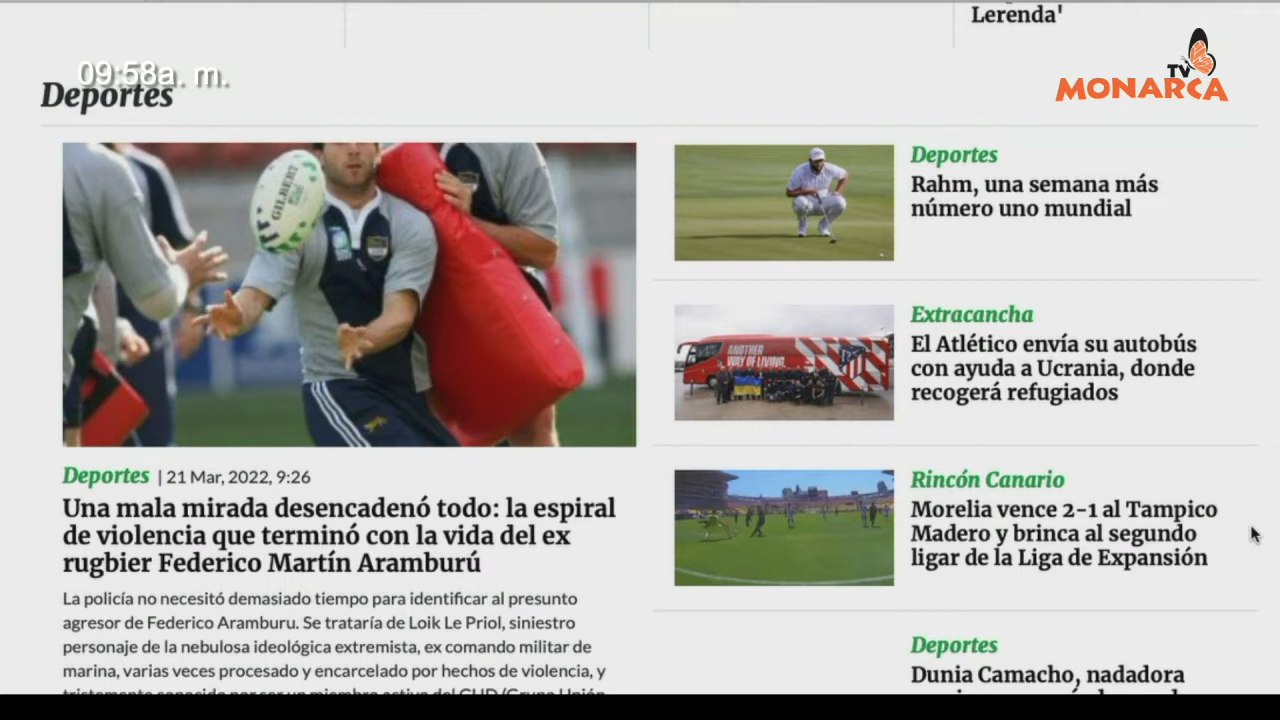 Lerenda'
09:58a. m.
TV
MONARCA
Deportes
GILBERT
Deportes | 21 Mar, 2022, 9:26
Una mala mirada desencadenó todo: la espiral
de violencia que terminó con la vida del ex
rugbier Federico Martín Aramburú
La policía no necesitó demasiado tiempo para identificar al presunto
agresor de Federico Aramburu. Se trataría de Loik Le Priol, siniestro
personaje de la nebulosa ideológica extremista, ex comando militar de
marina, varias veces procesado y encarcelado por hechos de violencia, y
Deportes
Rahm, una semana más
número uno mundial
ANOTHER
WAY OF LIVING.
Extracancha
El Atlético envía su autobús
con ayuda a Ucrania, donde
recogerá refugiados
Rincón Canario
Morelia vence 2-1 al Tampico
Madero y brinca al segundo
ligar de la Liga de Expansión
Deportes
Dunia Camacho, nadadora